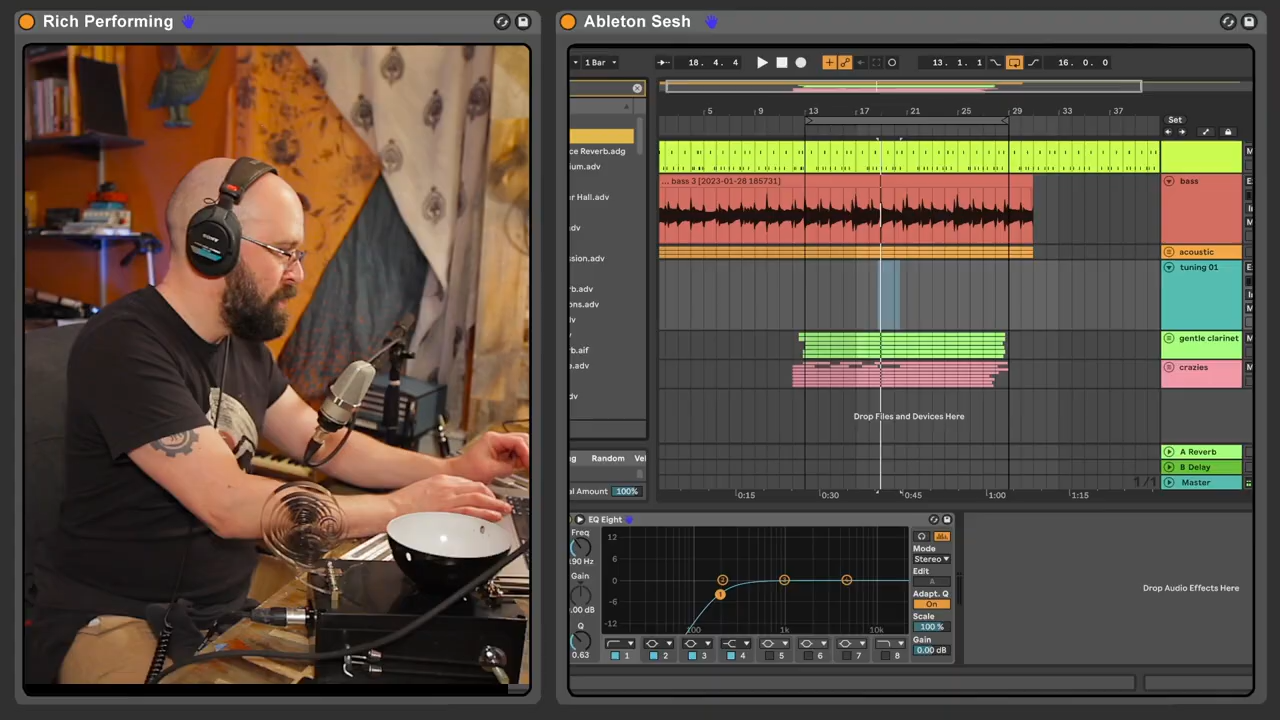 Rich Performing
Ableton Sesh
1 Bar
18. 4. 4
13. 1. 1
16. 0. 0
5 9 13 17 21 25 29 33 37
Set
ce Reverb.adg
ium.adv
r Hall.adv
dv
ssion.adv
rb.adv
ons.adv
lv
b.aif
e.adv
dv
... bass 3 [2023-01-28 185731]
bass
acoustic
tuning 01
gentle clarinet
crazies
Drop Files and Devices Here
A Reverb
B Delay
Master
1/1
ng Random Vel
al Amount 100%
0:15 0:30 0:45 1:00 1:15
EQ Eight
Freq
190 Hz
Gain
0.00 dB
Q
0.63
12
6
0
-6
-12
100 1k 10k
1 2 3 4 5 6 7 8
Mode
Stereo
Edit
A
Adapt. Q
On
Scale
100 %
Gain
0.00 dB
Drop Audio Effects Here